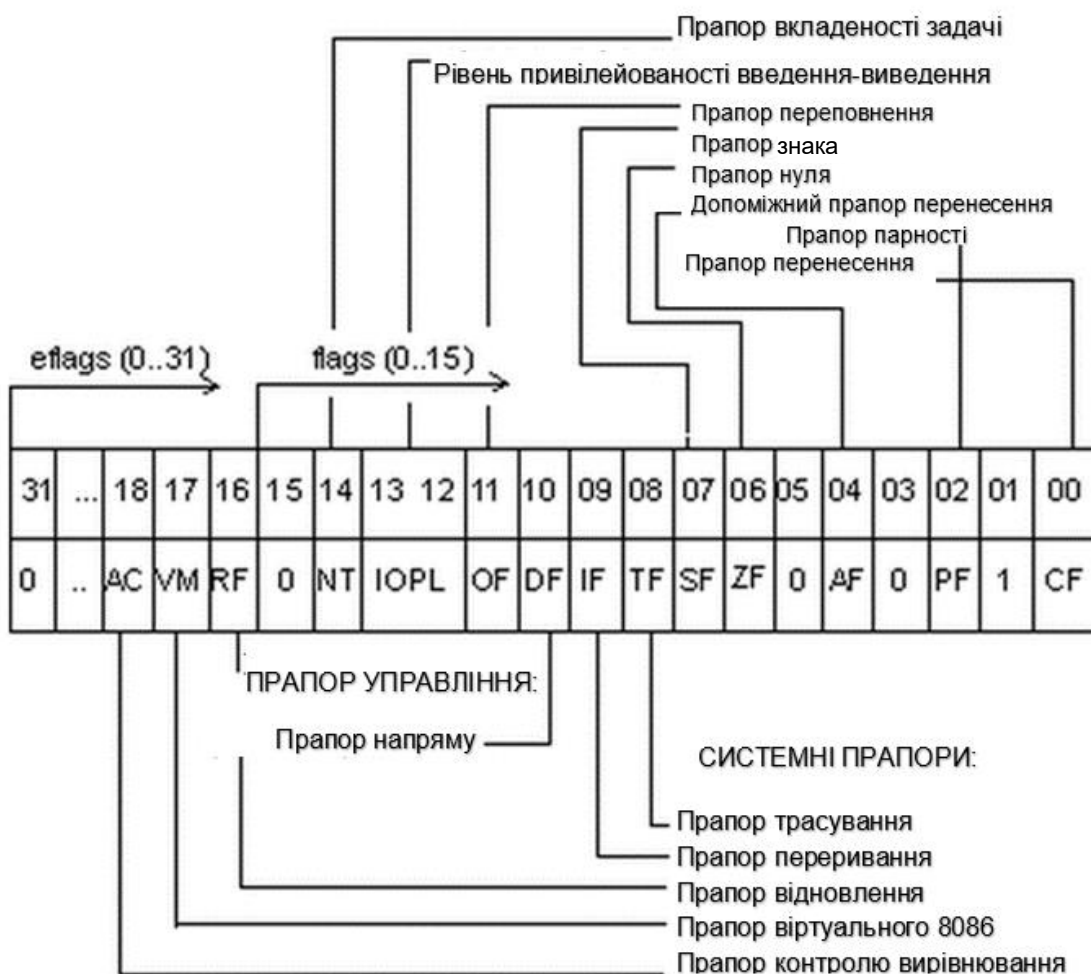 Прапор вкладеності задачі
Рівень привілейованості введення-виведення
Прапор переповнення
Прапор знака
Прапор нуля
Допоміжний прапор перенесення
Прапор парності
Прапор перенесення
eflags (0..31) flags (0..15)
31 ... 18 17 16 15 14 13 12 11 10 09 08 07 06 05 04 03 02 01 00
0 .. AC VM RF 0 NT IOPL OF DF IF TF SF ZF 0 AF 0 PF 1 CF
ПРАПОР УПРАВЛІННЯ:
Прапор напряму
СИСТЕМНІ ПРАПОРИ:
Прапор трасування
Прапор переривання
Прапор відновлення
Прапор віртуального 8086
Прапор контролю вирівнювання